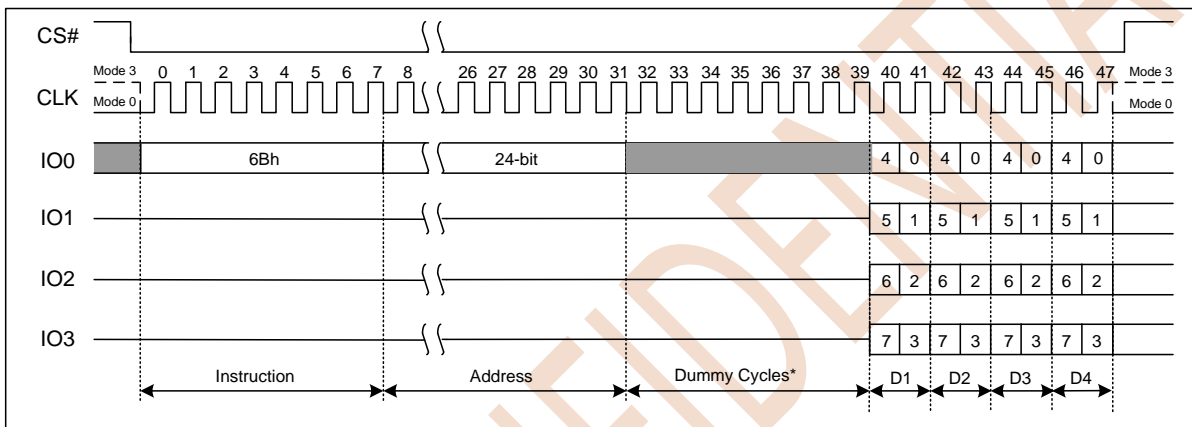 CS#
Mode 3 0 1 2 3 4 5 6 7 8 26 27 28 29 30 31 32 33 34 35 36 37 38 39 40 41 42 43 44 45 46 47 Mode 3
CLK
Mode 0 Mode 0
IO0 6Bh 24-bit 4 0 4 0 4 0 4 0
IO1 5 1 5 1 5 1 5 1
IO2 6 2 6 2 6 2 6 2
IO3 7 3 7 3 7 3 7 3
Instruction Address Dummy Cycles* D1 D2 D3 D4